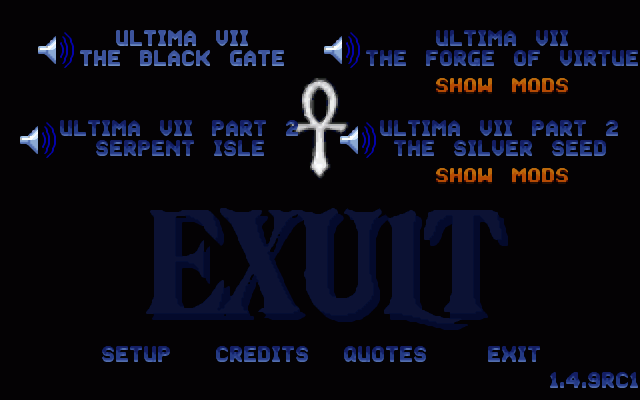 ULTIMA VII
THE BLACK GATE
ULTIMA VII
THE FORGE OF VIRTUE
SHOW MODS
ULTIMA VII PART 2
SERPENT ISLE
ULTIMA VII PART 2
THE SILVER SEED
SHOW MODS
EXULT
SETUP CREDITS QUOTES EXIT
1.4.9RC1